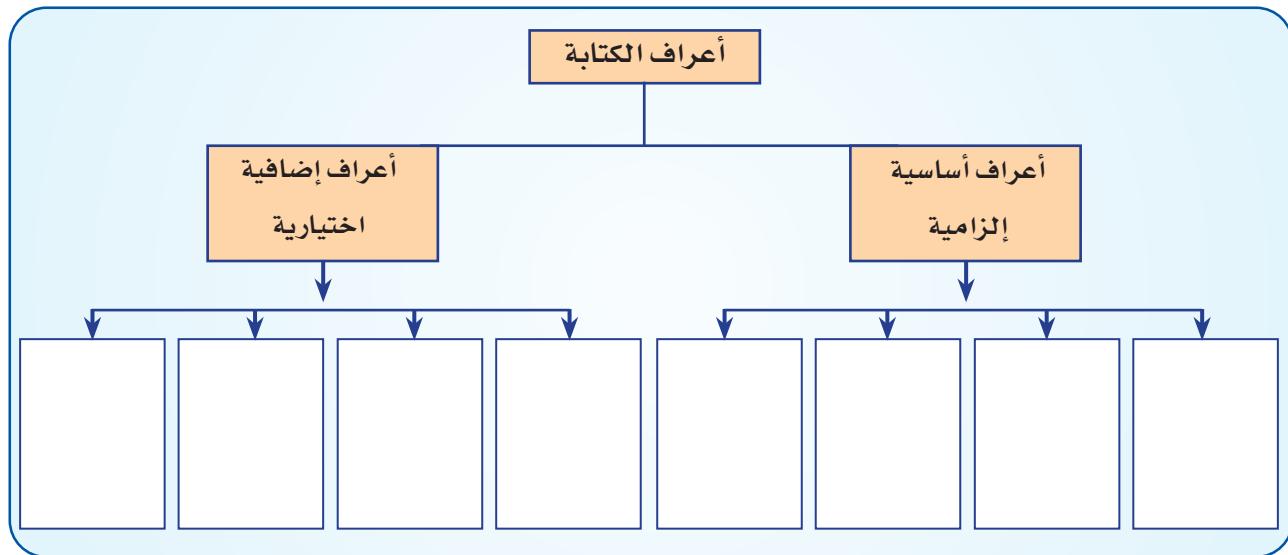 أعراف الكتابة
أعراف أساسية
إلزامية
أعراف إضافية
اختيارية